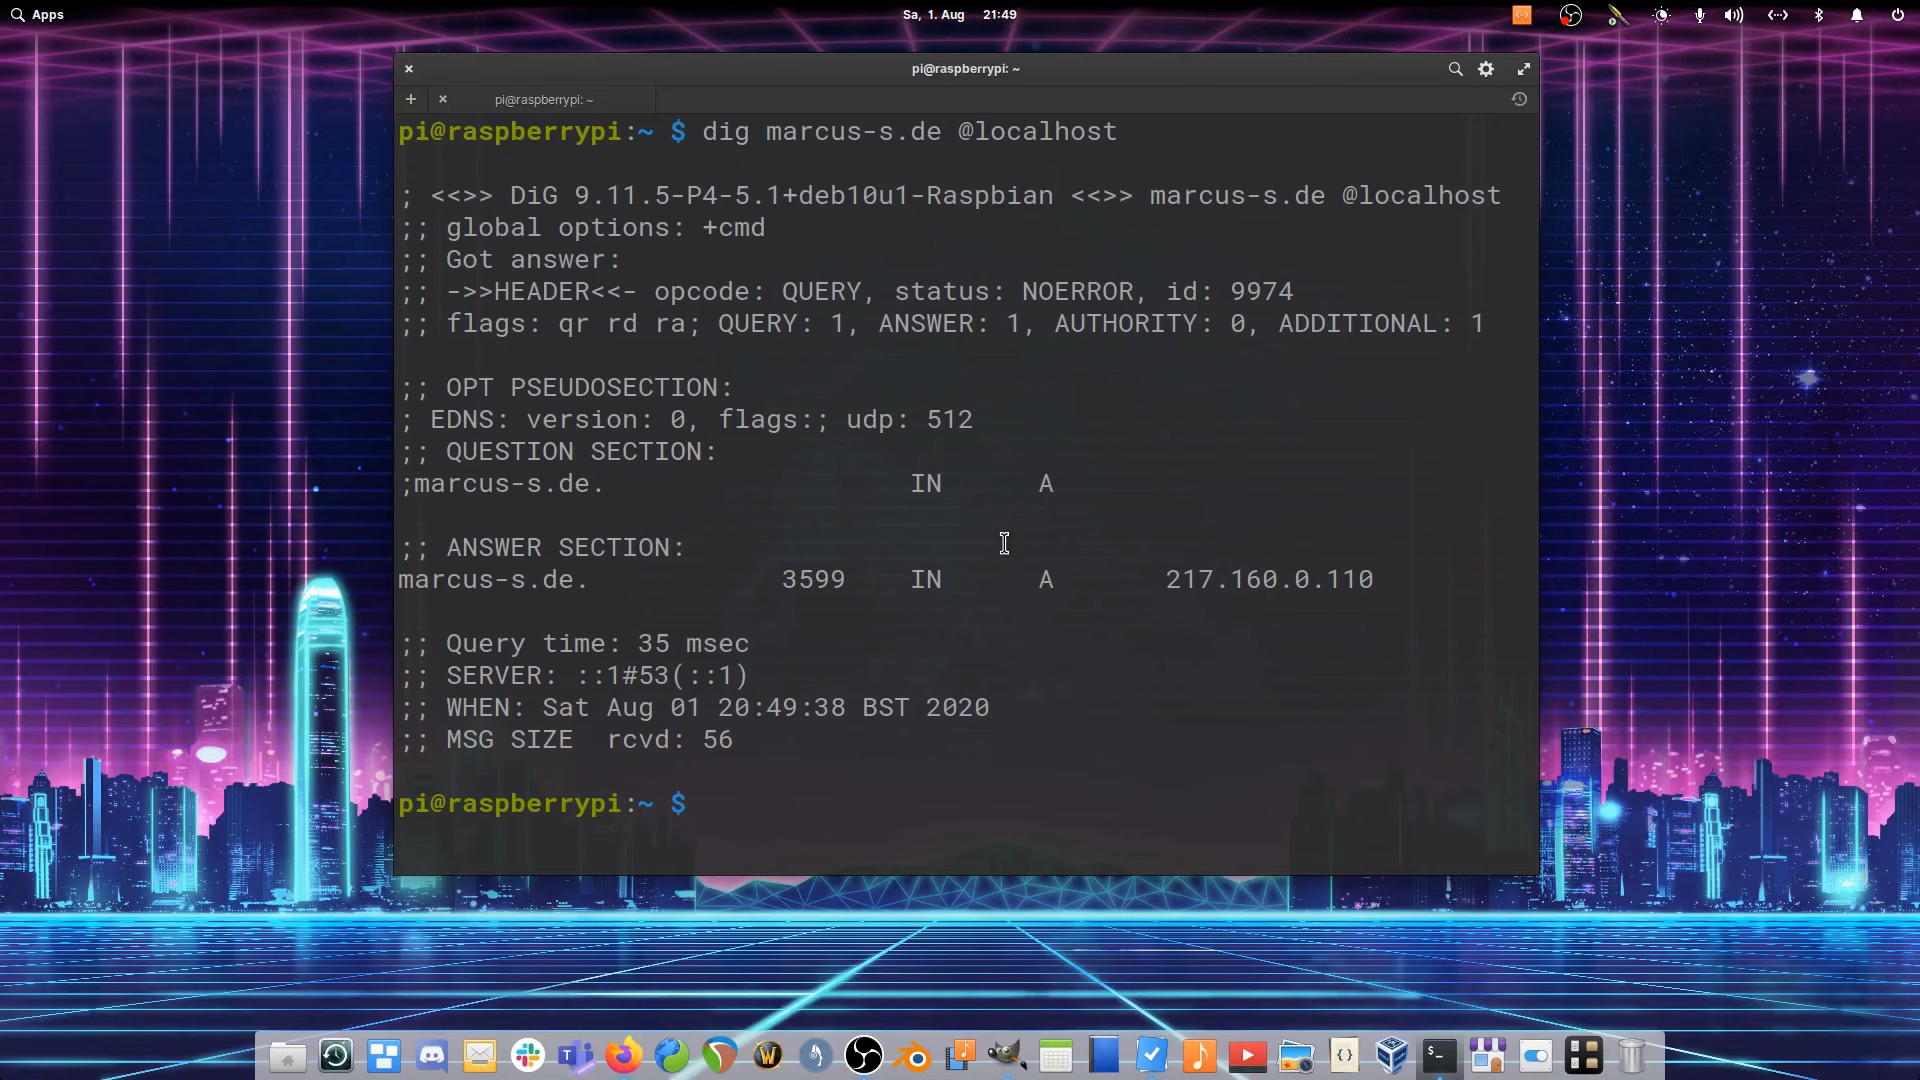 Apps
Sa, 1. Aug 21:49
pi@raspberrypi: ~
pi@raspberrypi: ~
pi@raspberrypi:~ $ dig marcus-s.de @localhost
; <<>> DiG 9.11.5-P4-5.1+deb10u1-Raspbian <<>> marcus-s.de @localhost
;; global options: +cmd
;; Got answer:
;; ->>HEADER<<- opcode: QUERY, status: NOERROR, id: 9974
;; flags: qr rd ra; QUERY: 1, ANSWER: 1, AUTHORITY: 0, ADDITIONAL: 1
;; OPT PSEUDOSECTION:
; EDNS: version: 0, flags:; udp: 512
;; QUESTION SECTION:
;marcus-s.de. IN A
;; ANSWER SECTION:
marcus-s.de. 3599 IN A 217.160.0.110
;; Query time: 35 msec
;; SERVER: ::1#53(::1)
;; WHEN: Sat Aug 01 20:49:38 BST 2020
;; MSG SIZE  rcvd: 56
pi@raspberrypi:~ $